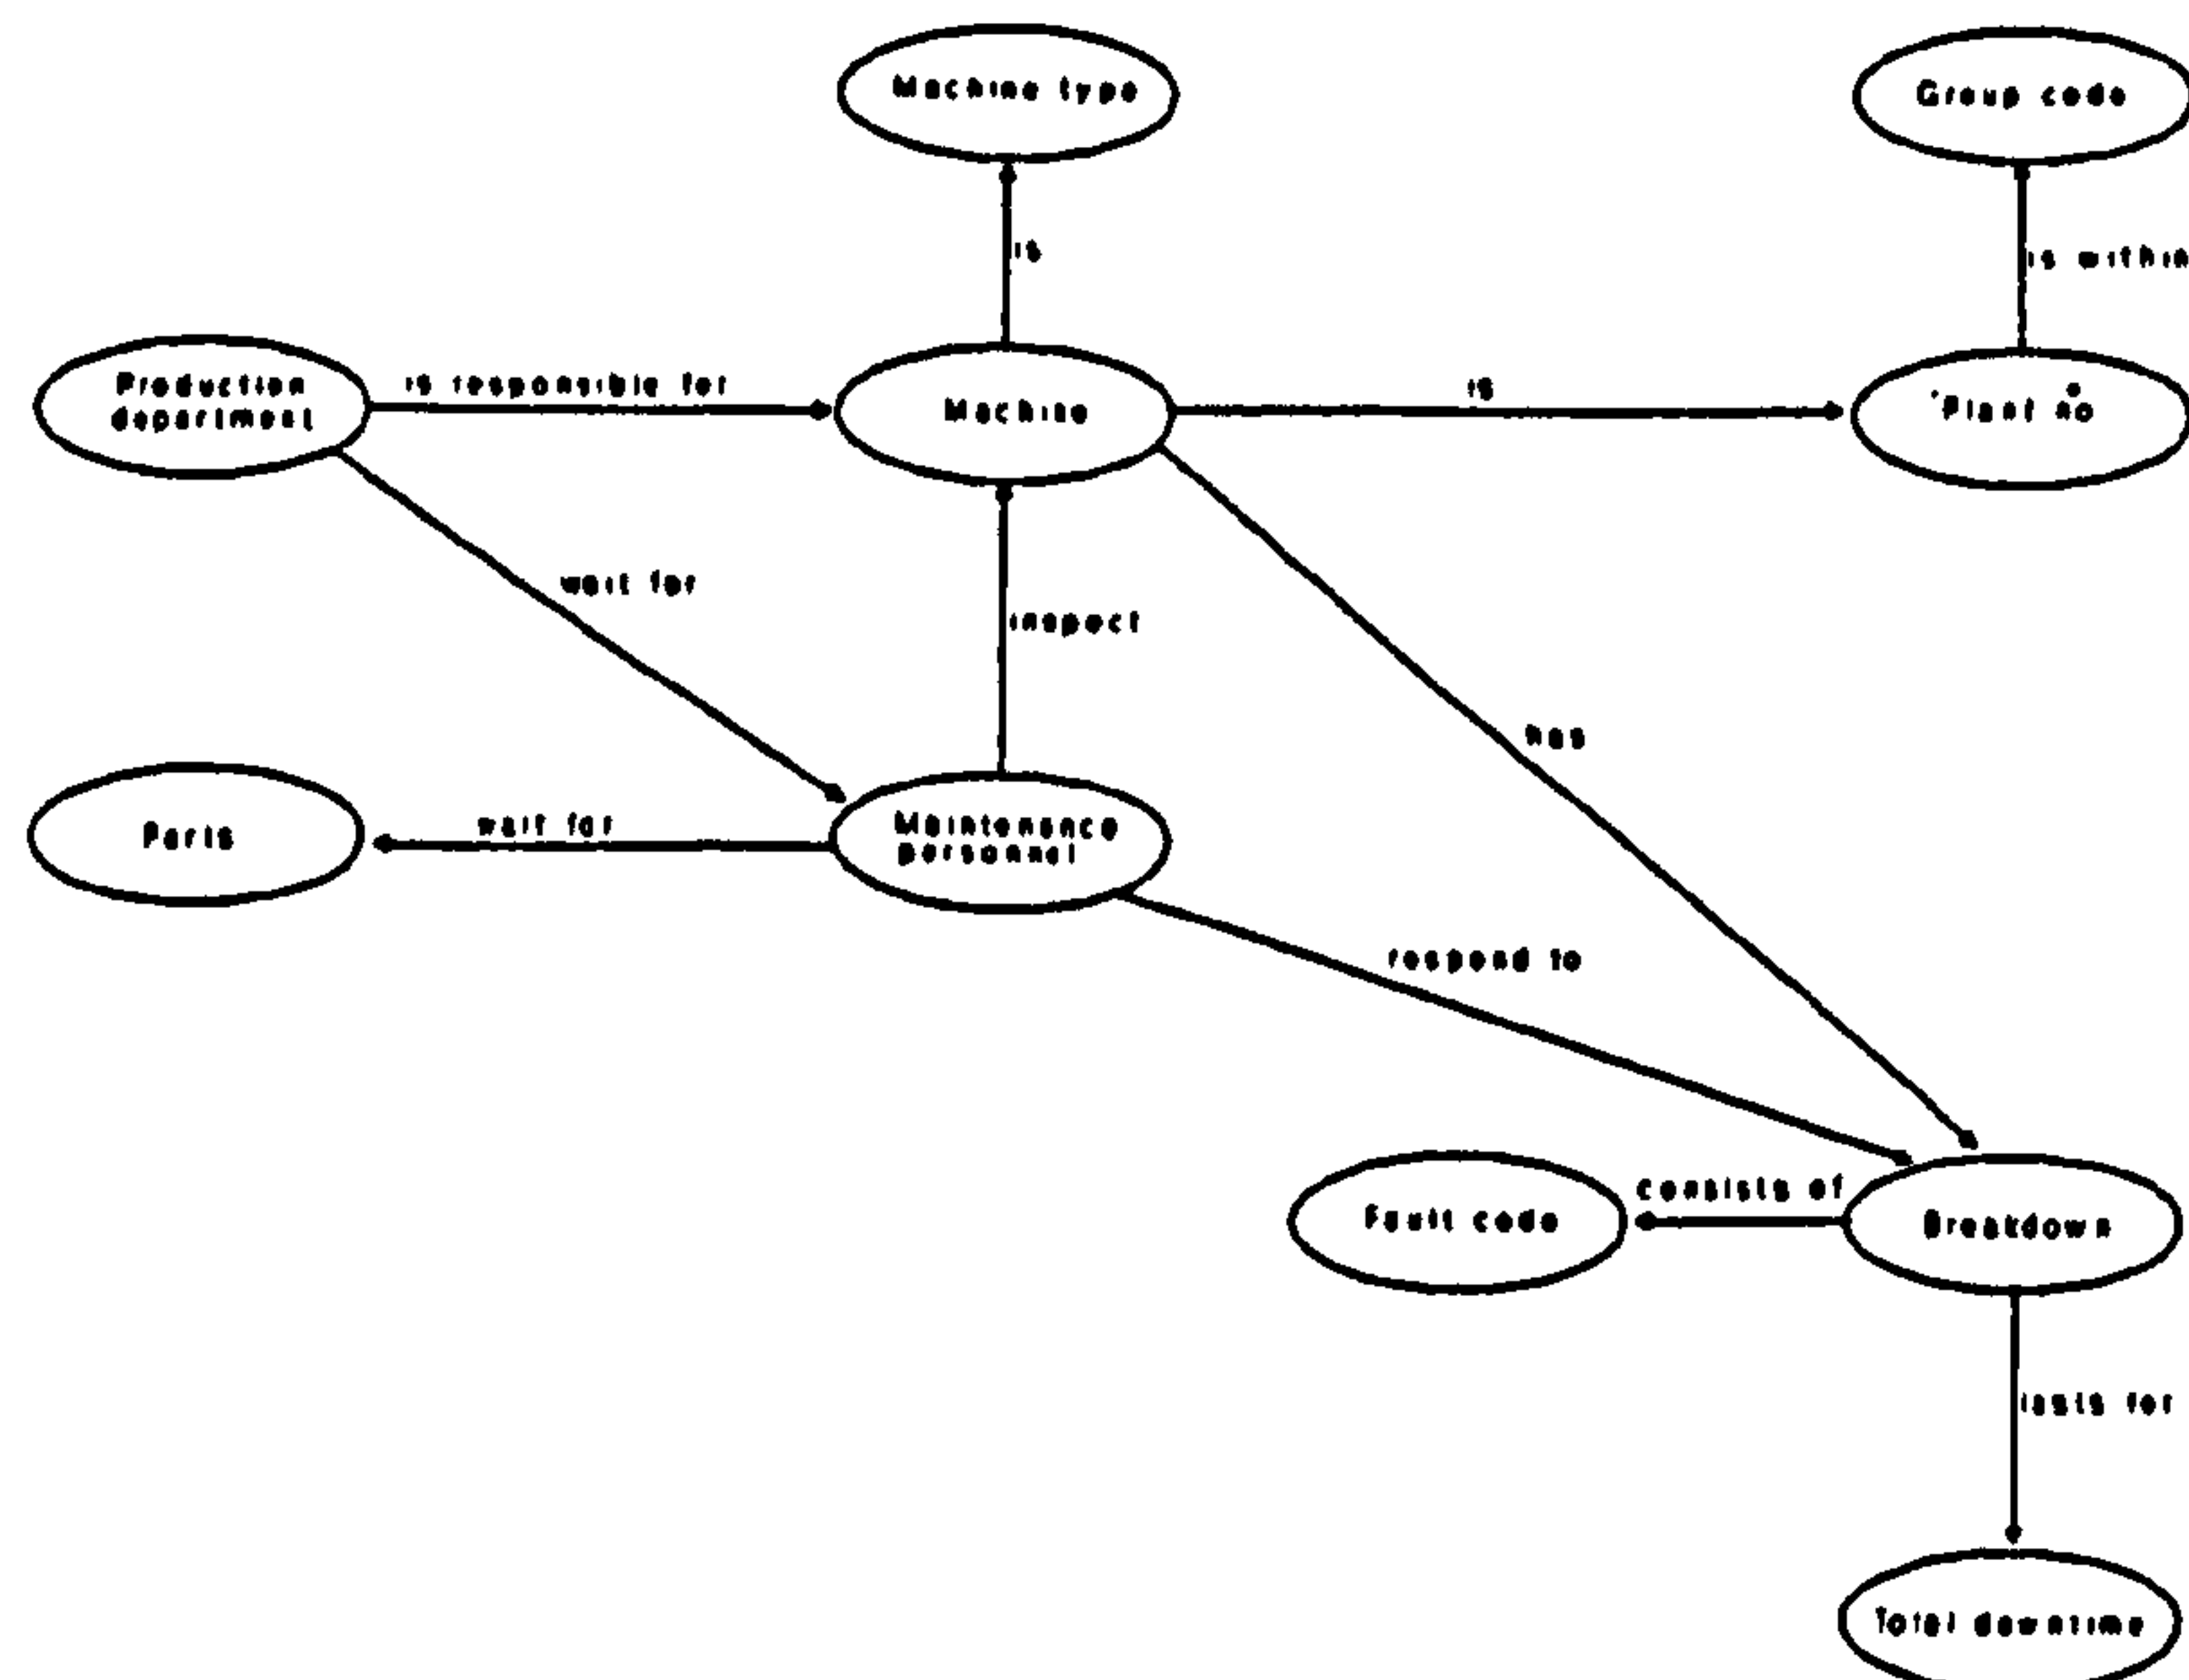 Machine type
Group code
is
is within
Production
department
is responsible for
Machine
is
Plant no
wait for
inspect
has
Parts
wait for
Maintenance
personnel
respond to
Fault code
consists of
Breakdown
lasts for
Total downtime